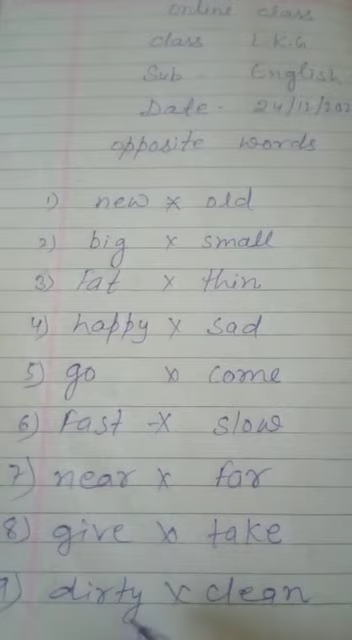 online class
class L.K.G
Sub - English
Date - 24/12/202
opposite words
1) new x old
2) big x small
3) Fat x thin
4) happy x sad
5) go x come
6) Fast -x slow
7) near x far
8) give x take
9) dirty x clean